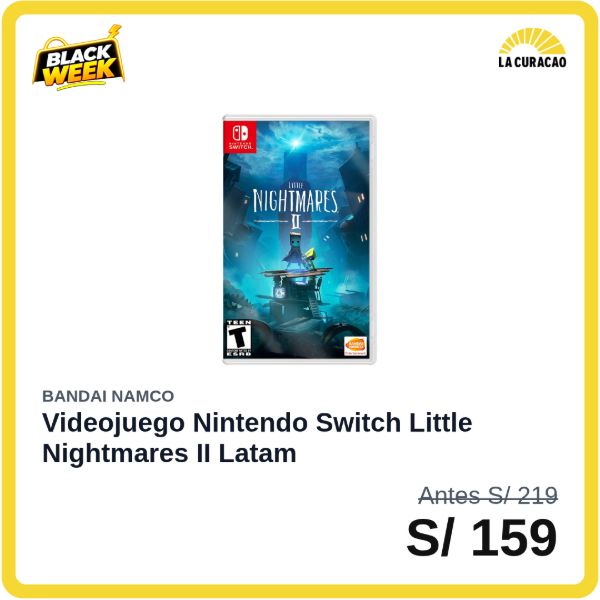 BLACK
WEEK
LA CURACAO
NINTENDO
SWITCH
LITTLE
NIGHTMARES
II
TEEN
T
ESRB
BANDAI NAMCO
Videojuego Nintendo Switch Little
Nightmares II Latam
Antes S/ 219
S/ 159